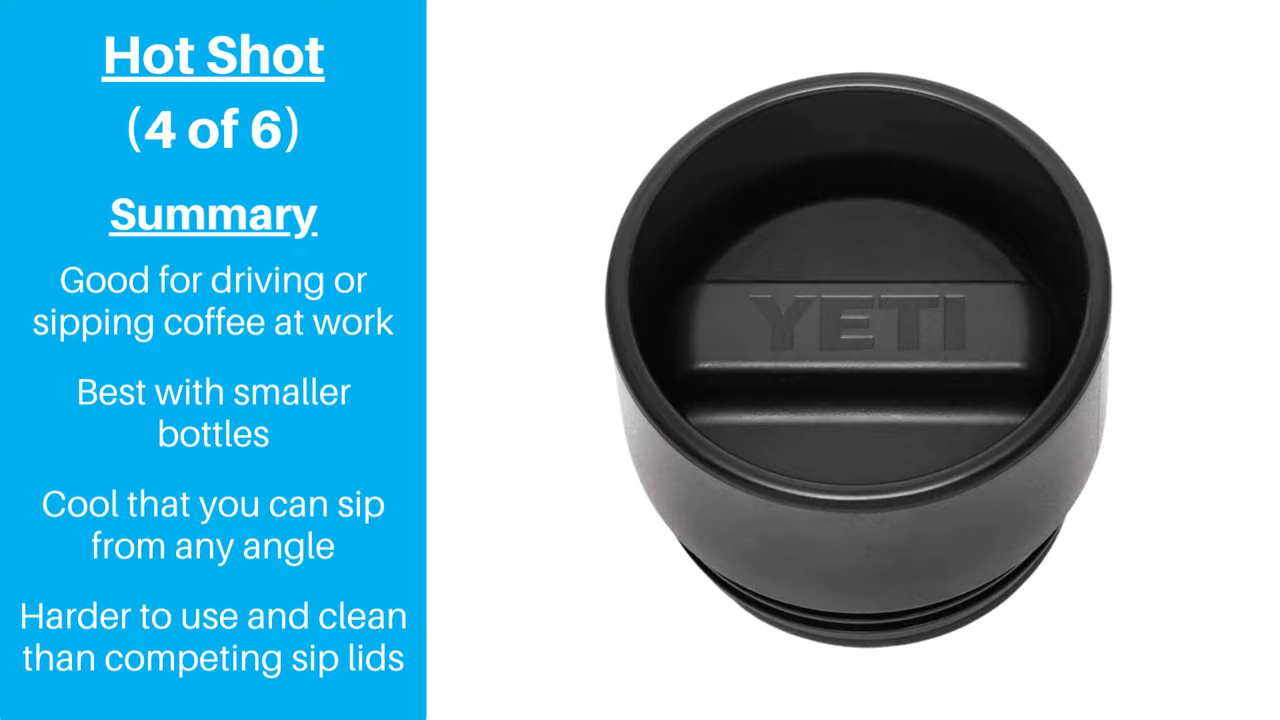 Hot Shot
(4 of 6)
Summary
Good for driving or
sipping coffee at work
Best with smaller
bottles
Cool that you can sip
from any angle
Harder to use and clean
than competing sip lids
YETI